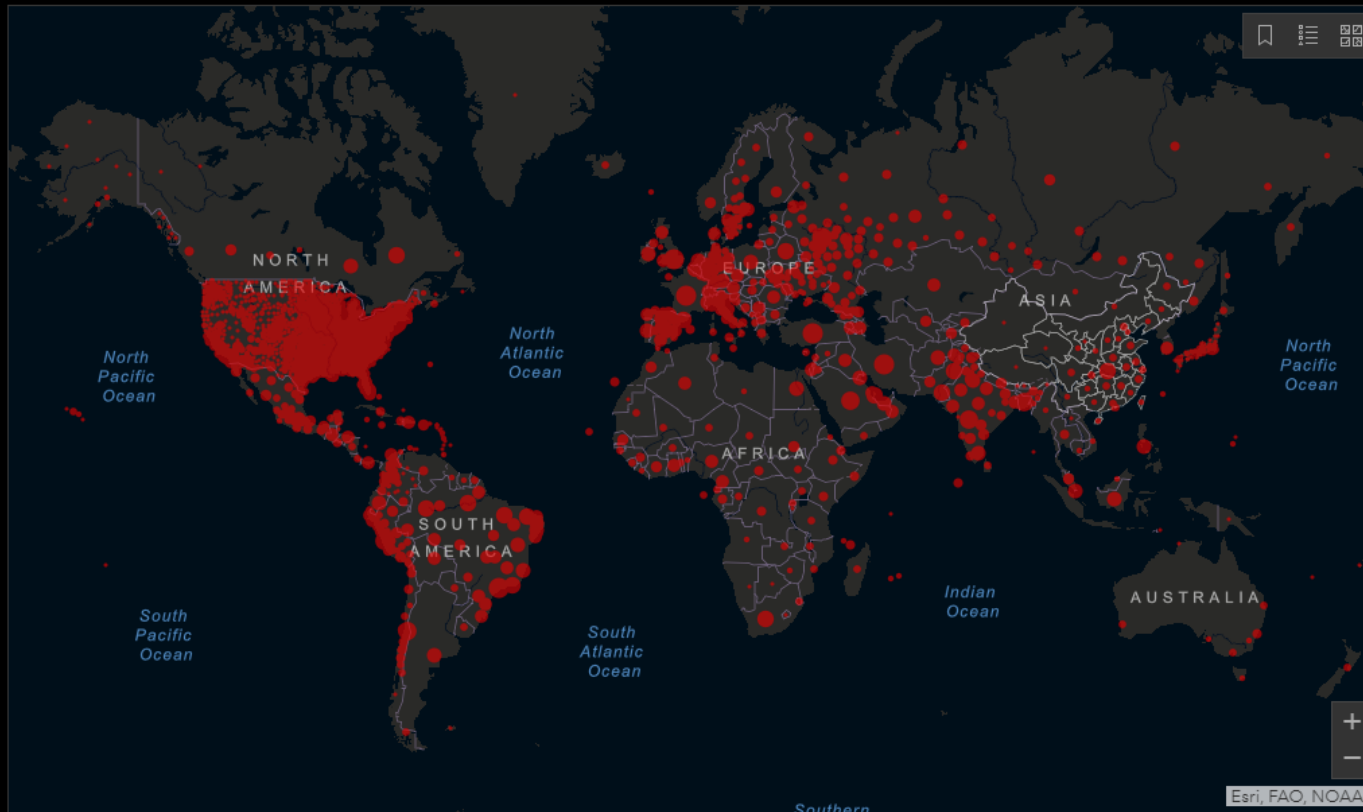 NORTH
AMERICA
EUROPE
ASIA
North
Pacific
Ocean
North
Atlantic
Ocean
North
Pacific
Ocean
AFRICA
SOUTH
AMERICA
Indian
Ocean
AUSTRALIA
South
Pacific
Ocean
South
Atlantic
Ocean
+
−
Esri, FAO, NOAA
Southern